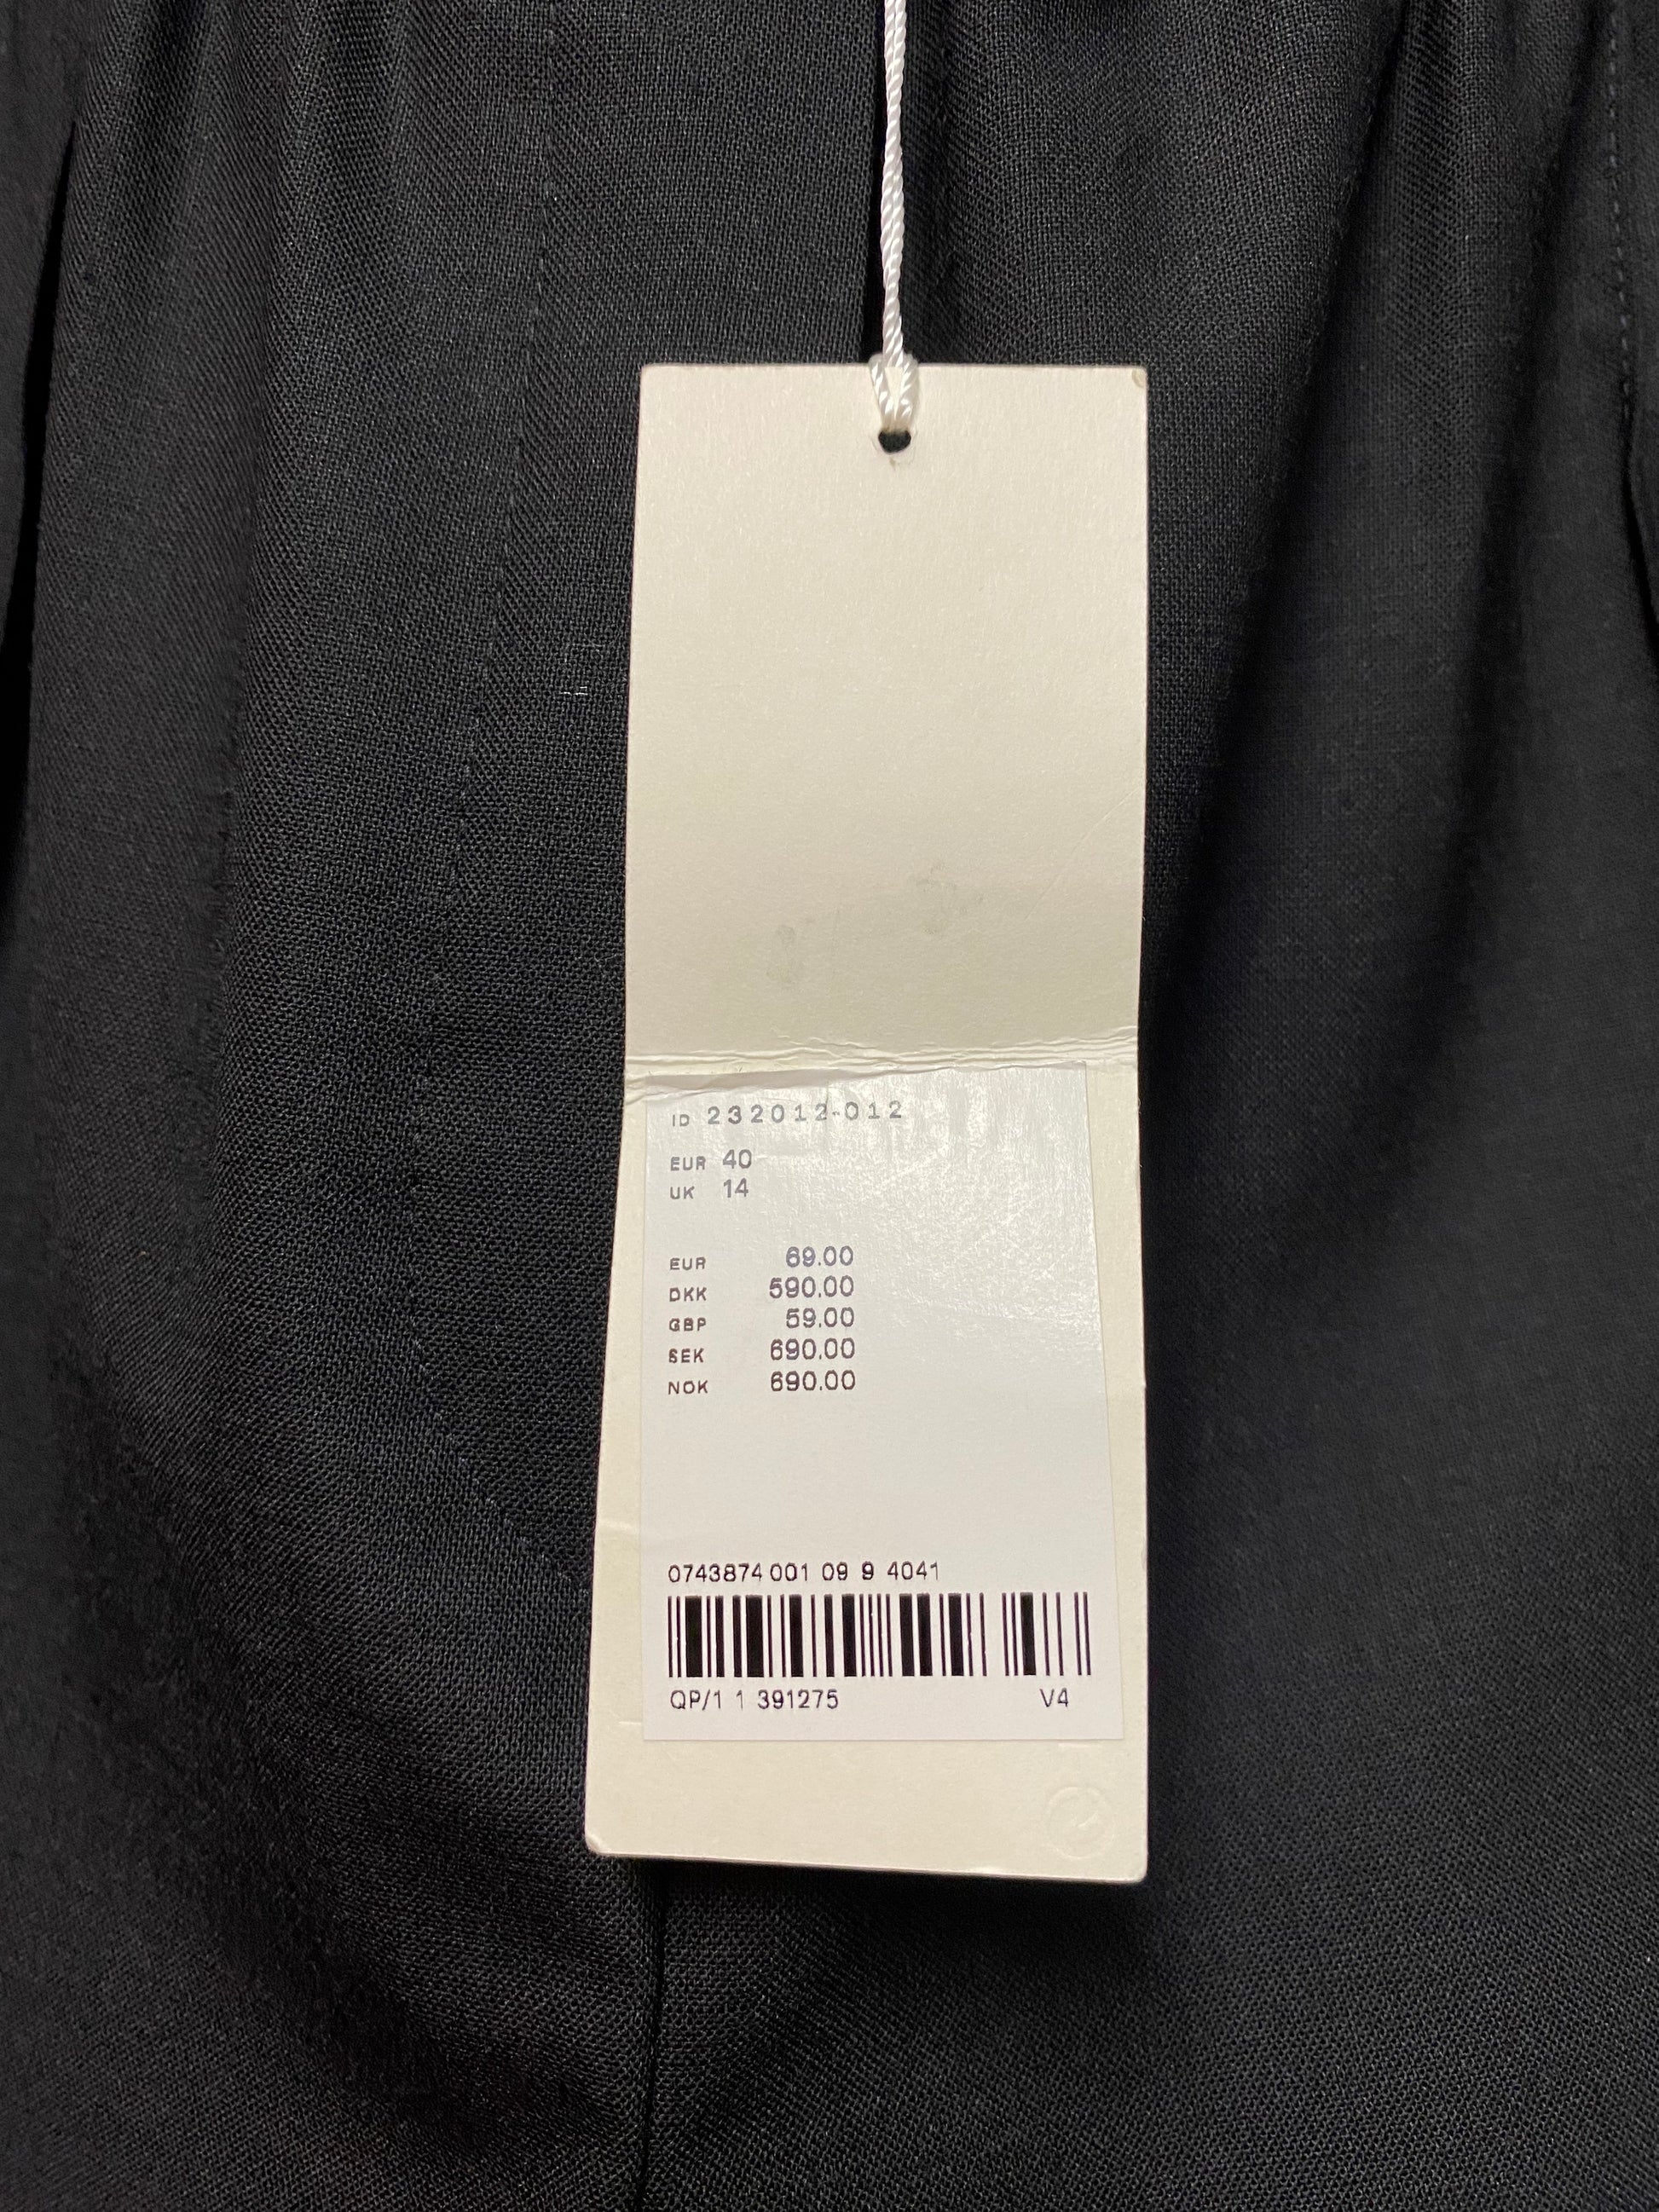 ID 232012-012
EUR 40
UK 14
EUR 69.00
DKK 590.00
GBP 59.00
SEK 690.00
NOK 690.00
0743874 001 09 9 4041
QP/1 1 391275 V4